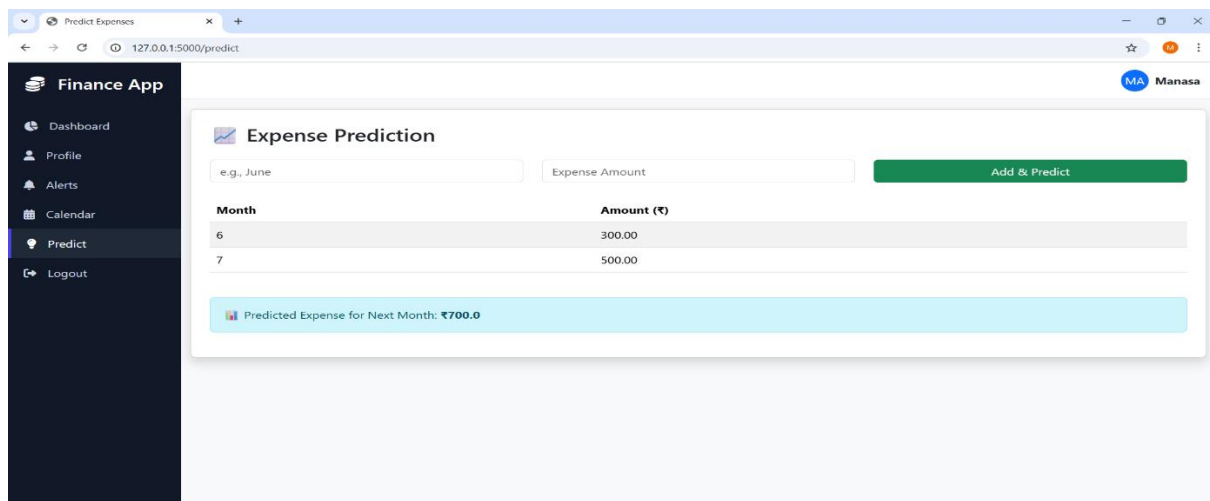 Predict Expenses
127.0.0.1:5000/predict
M
Finance App
MA Manasa
Dashboard
Profile
Alerts
Calendar
Predict
Logout
Expense Prediction
e.g., June Expense Amount Add & Predict
Month Amount (₹)
6 300.00
7 500.00
Predicted Expense for Next Month: ₹700.0